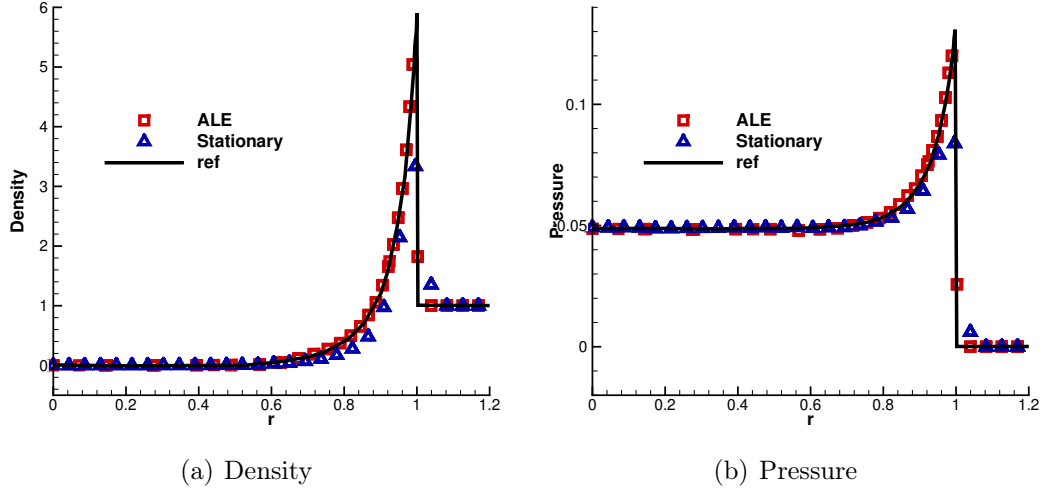 6
5
4
3
2
1
0
Density
ALE
Stationary
ref
0
0.2
0.4
0.6
0.8
1
1.2
r
(a) Density
0.1
0.05
0
Pressure
ALE
Stationary
ref
0
0.2
0.4
0.6
0.8
1
1.2
r
(b) Pressure